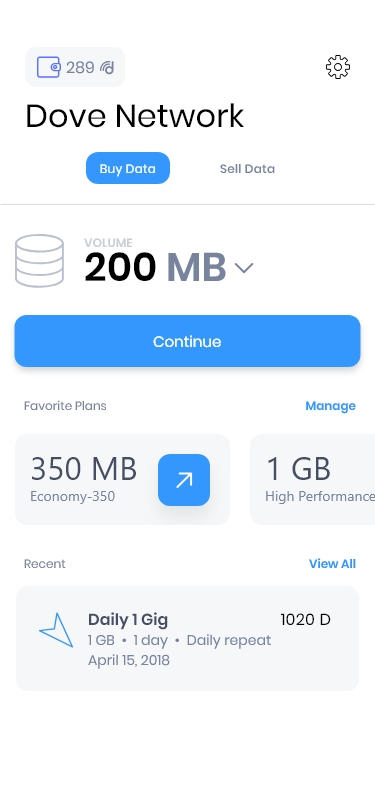 289
Dove Network
Buy Data
Sell Data
VOLUME
200 MB
Continue
Favorite Plans
Manage
350 MB
Economy-350
1 GB
High Performance
Recent
View All
Daily 1 Gig
1020 D
1 GB • 1 day • Daily repeat
April 15, 2018